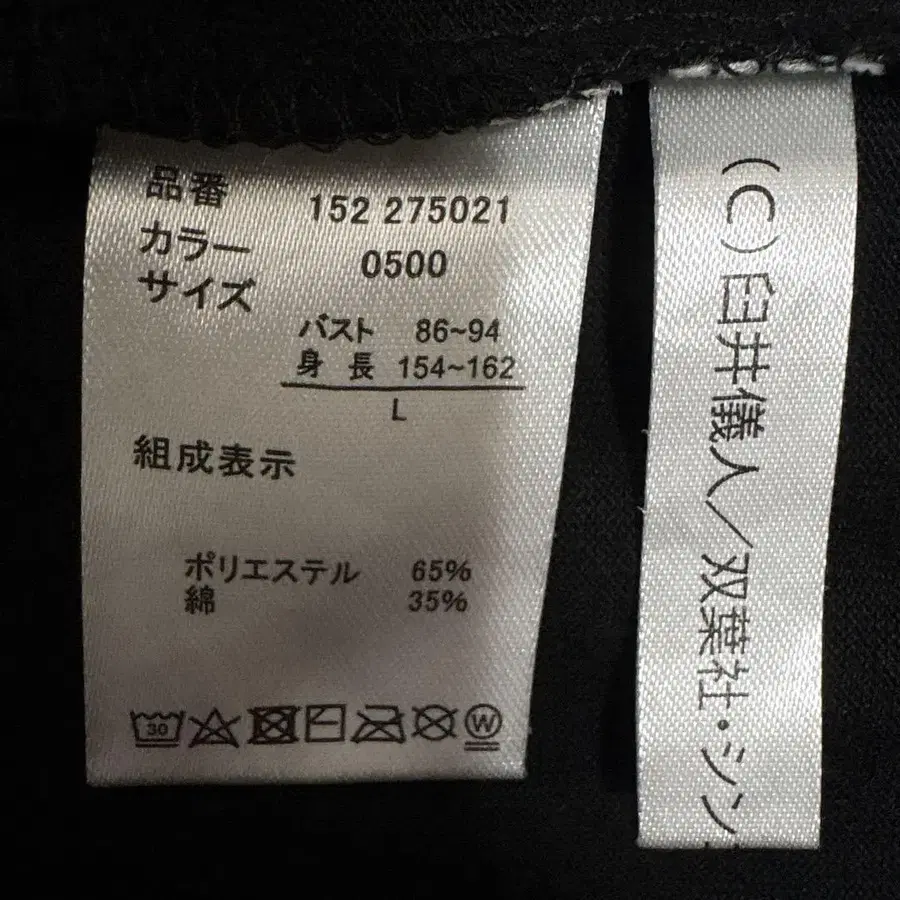 品番 152 275021
カラー 0500
サイズ
バスト 86~94
身長 154~162
L
組成表示
ポリエステル 65%
綿 35%
30
W
(C)臼井儀人/双葉社・シン